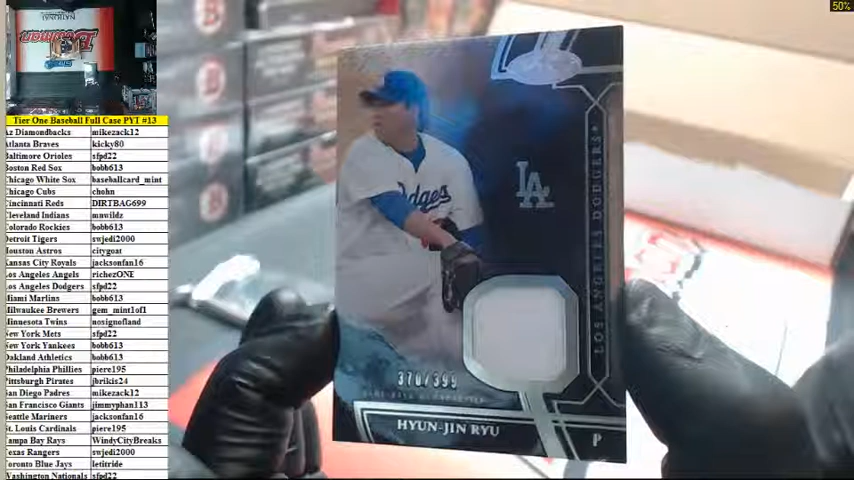 50%
NATIONAL
Bowman
Tier One Baseball Full Case PYT #13
Az Diamondbacks mikezack12
Atlanta Braves kicky80
Baltimore Orioles sfpd22
Boston Red Sox bobb613
Chicago White Sox baseballcard_mint
Chicago Cubs chohn
Cincinnati Reds DIRTBAG699
Cleveland Indians mnwildz
Colorado Rockies bobb613
Detroit Tigers swjedi2000
Houston Astros citygoat
Kansas City Royals jacksonfan16
Los Angeles Angels richezONE
Los Angeles Dodgers sfpd22
Miami Marlins bobb613
Milwaukee Brewers gem_mint1of1
Minnesota Twins nosignofland
New York Mets sfpd22
New York Yankees bobb613
Oakland Athletics bobb613
Philadelphia Phillies piere195
Pittsburgh Pirates jbrikis24
San Diego Padres mikezack12
San Francisco Giants jimmyphan113
Seattle Mariners jacksonfan16
St. Louis Cardinals piere195
Tampa Bay Rays WindyCityBreaks
Texas Rangers swjedi2000
Toronto Blue Jays letitride
Washington Nationals sfpd22
Dodgers
LA
LOS ANGELES DODGERS
370/399
HYUN-JIN RYU
P